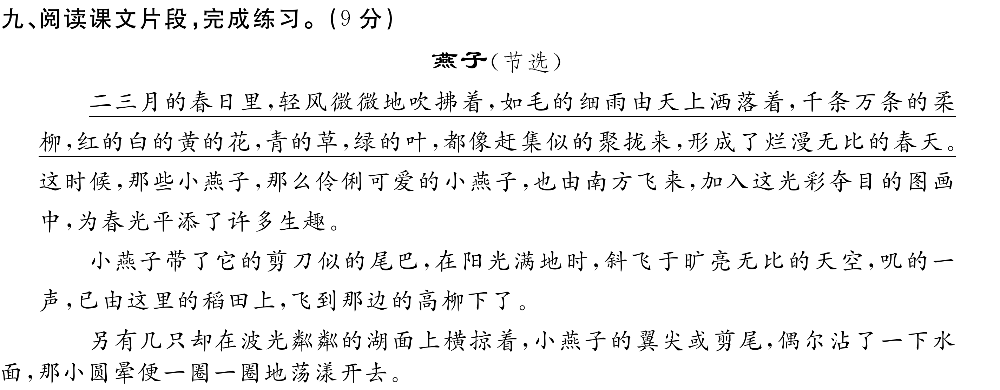 九、阅读课文片段,完成练习。(9 分)
燕子(节选)
二三月的春日里,轻风微微地吹拂着,如毛的细雨由天上洒落着,千条万条的柔
柳,红的白的黄的花,青的草,绿的叶,都像赶集似的聚拢来,形成了烂漫无比的春天。
这时候,那些小燕子,那么伶俐可爱的小燕子,也由南方飞来,加入这光彩夺目的图画
中,为春光平添了许多生趣。
小燕子带了它的剪刀似的尾巴,在阳光满地时,斜飞于旷亮无比的天空,叽的一
声,已由这里的稻田上,飞到那边的高柳下了。
另有几只却在波光粼粼的湖面上横掠着,小燕子的翼尖或剪尾,偶尔沾了一下水
面,那小圆晕便一圈一圈地荡漾开去。